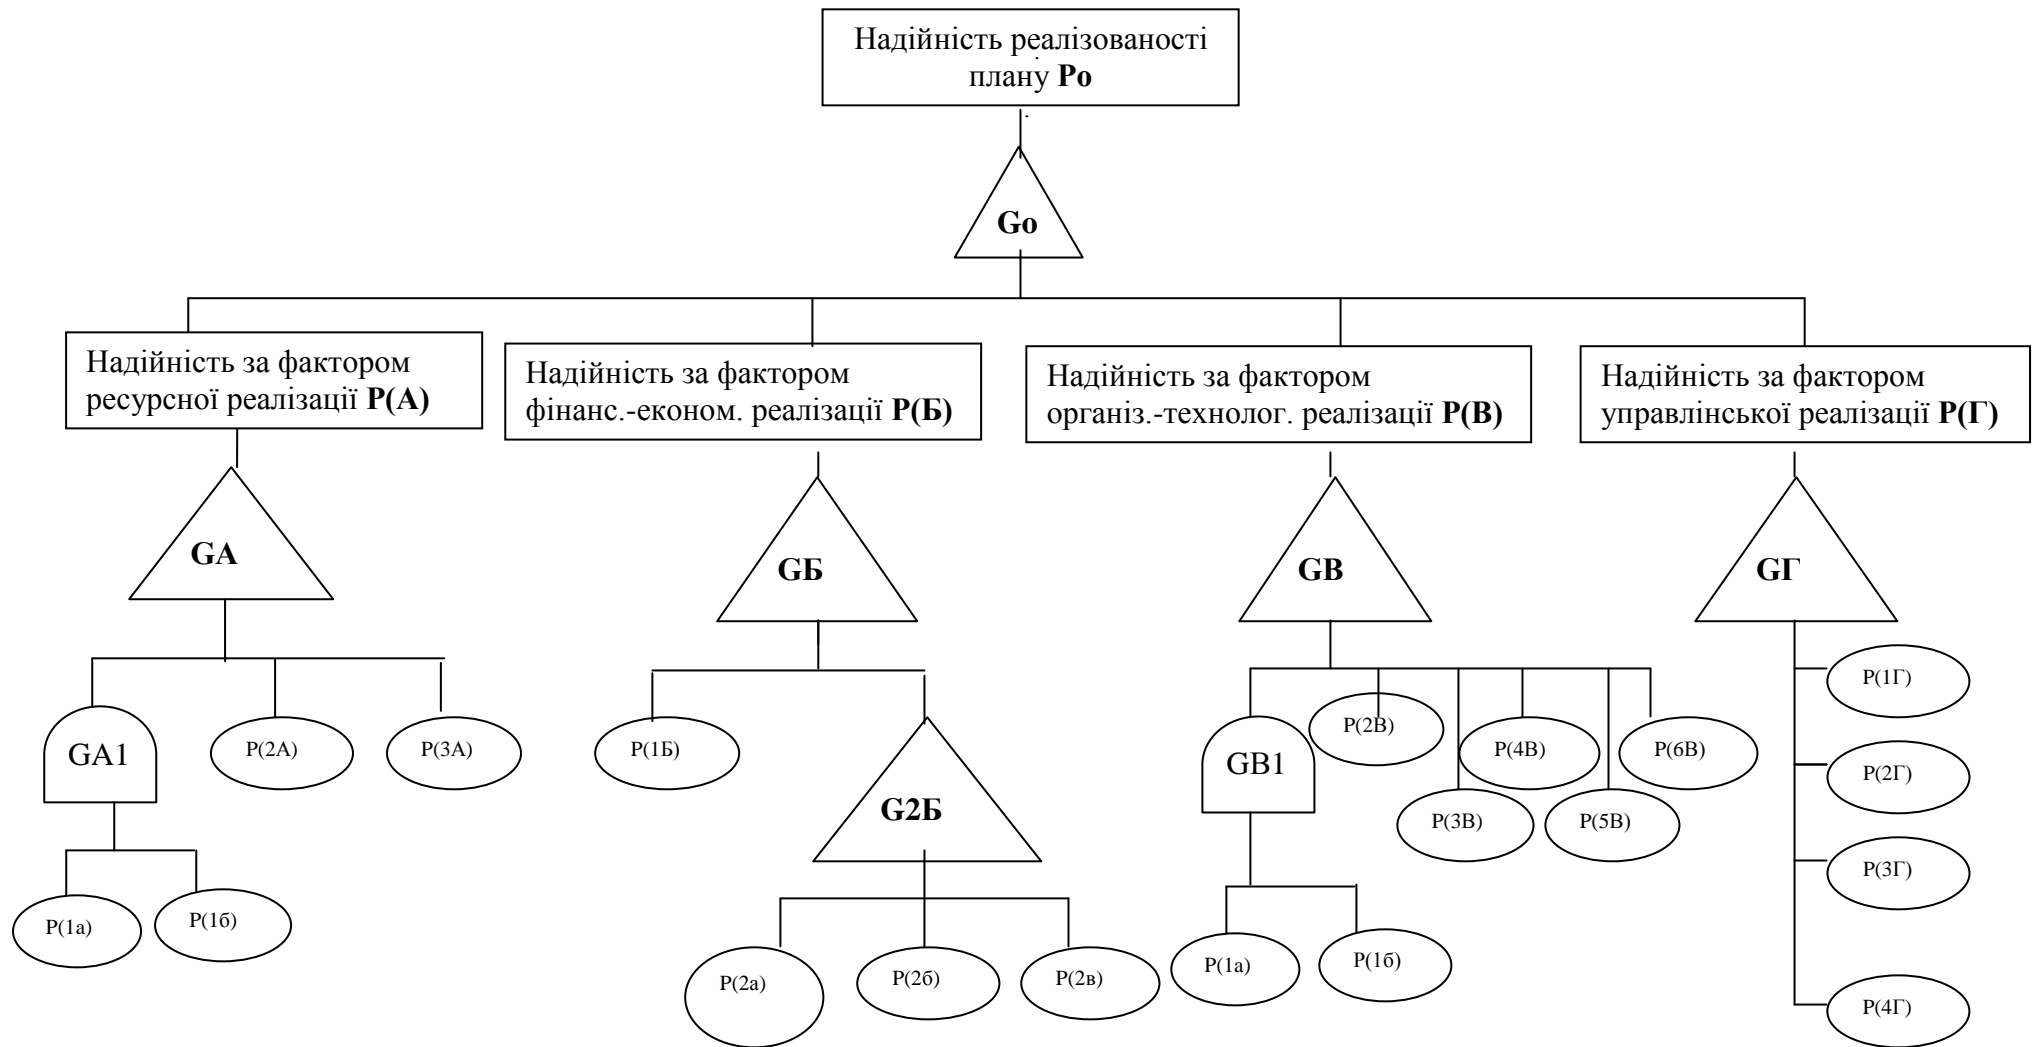 Надійність реалізованості
плану Ро
Gо
Надійність за фактором
ресурсної реалізації Р(А)
Надійність за фактором
фінанс.-економ. реалізації Р(Б)
Надійність за фактором
організ.-технолог. реалізації Р(В)
Надійність за фактором
управлінської реалізації Р(Г)
GА
GБ
GВ
GГ
GА1
Р(2А)
Р(3А)
Р(1а)
Р(1б)
Р(1Б)
G2Б
Р(2а)
Р(2б)
Р(2в)
GВ1
Р(2В)
Р(3В)
Р(4В)
Р(5В)
Р(6В)
Р(1а)
Р(1б)
Р(1Г)
Р(2Г)
Р(3Г)
Р(4Г)